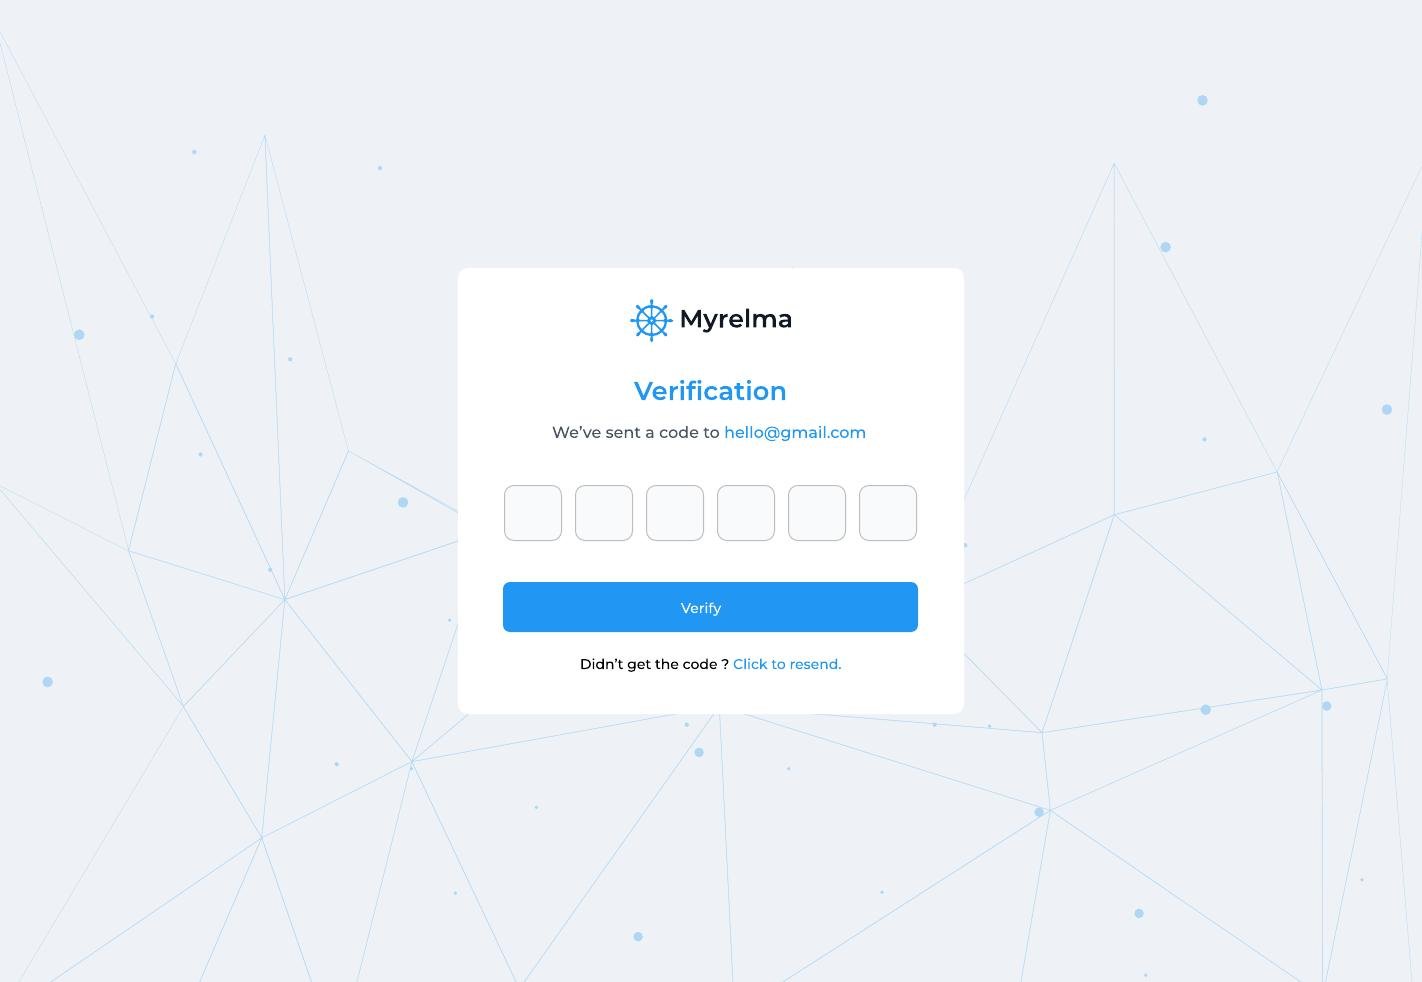 Myrelma
Verification
We’ve sent a code to hello@gmail.com
Verify
Didn’t get the code ? Click to resend.